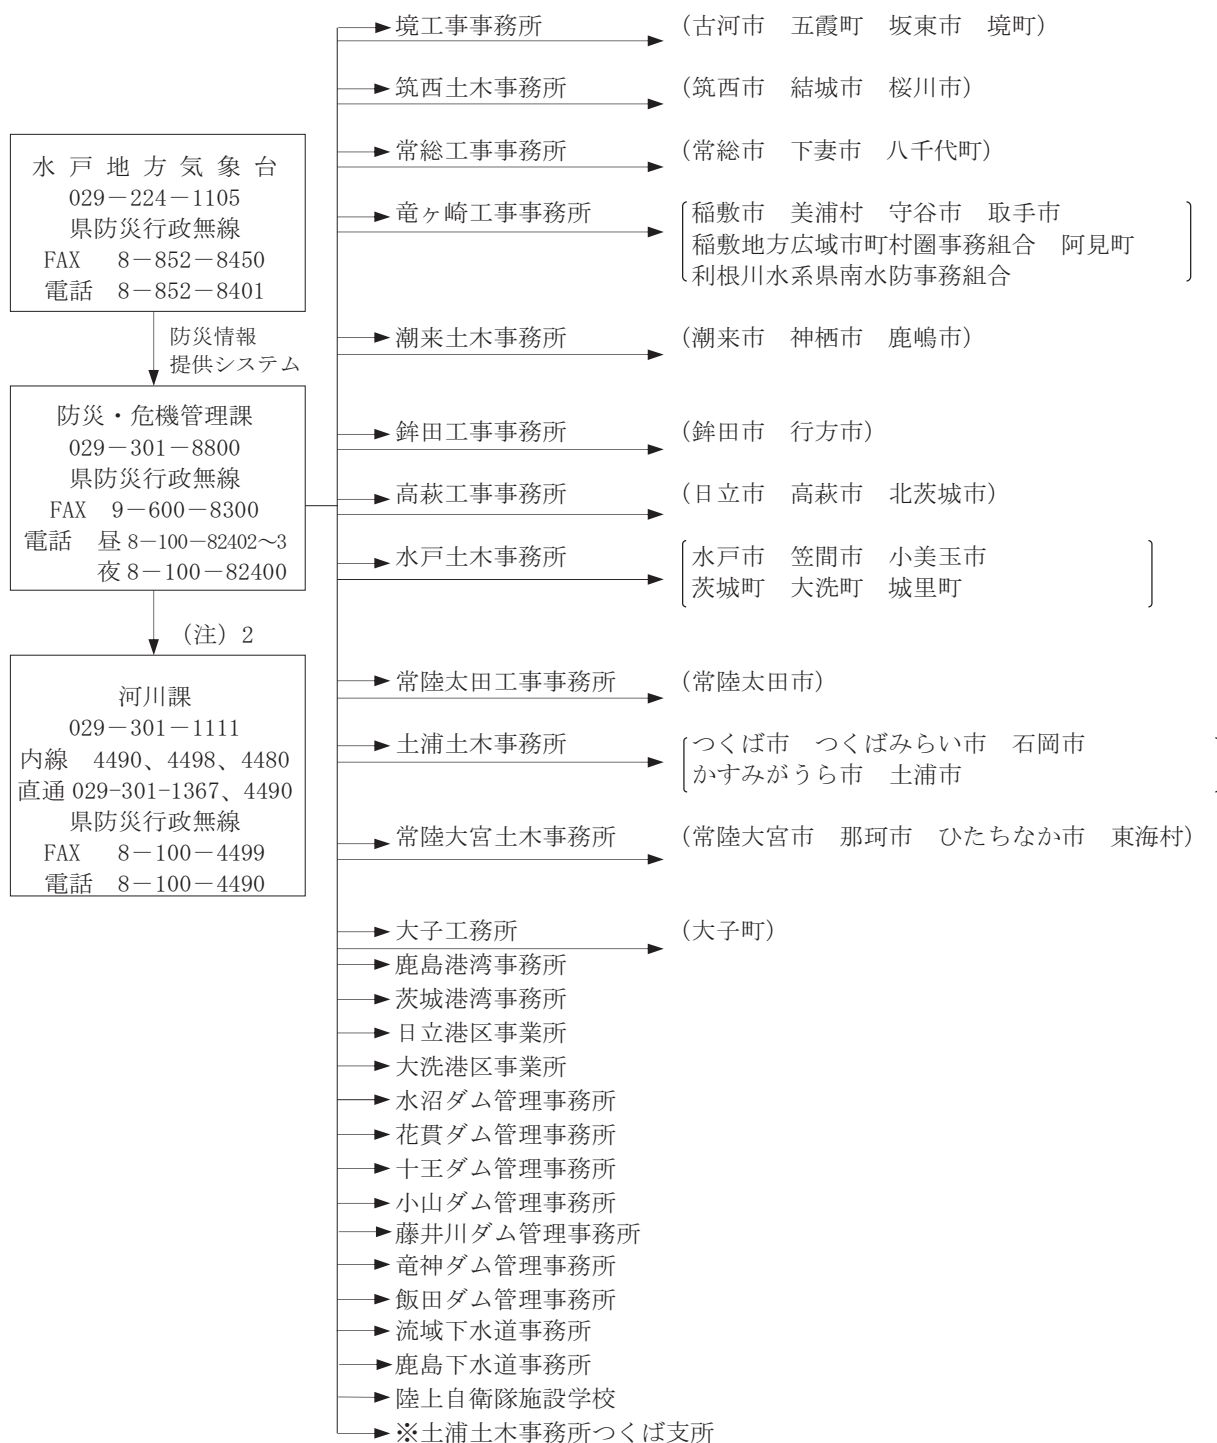 水戸地方気象台
029－224－1105
県防災行政無線
FAX　8－852－8450
電話　8－852－8401
防災情報
提供システム
防災・危機管理課
029－301－8800
県防災行政無線
FAX　9－600－8300
電話　昼 8－100－82402～3
夜 8－100－82400
（注）2
河川課
029－301－1111
内線　4490、4498、4480
直通 029-301-1367、4490
県防災行政無線
FAX　8－100－4499
電話　8－100－4490
境工事事務所　（古河市　五霞町　坂東市　境町）
筑西土木事務所　（筑西市　結城市　桜川市）
常総工事事務所　（常総市　下妻市　八千代町）
竜ヶ崎工事事務所　稲敷市　美浦村　守谷市　取手市
稲敷地方広域市町村圏事務組合　阿見町
利根川水系県南水防事務組合
潮来土木事務所　（潮来市　神栖市　鹿嶋市）
鉾田工事事務所　（鉾田市　行方市）
高萩工事事務所　（日立市　高萩市　北茨城市）
水戸土木事務所　水戸市　笠間市　小美玉市
茨城町　大洗町　城里町
常陸太田工事事務所　（常陸太田市）
土浦土木事務所　つくば市　つくばみらい市　石岡市
かすみがうら市　土浦市
常陸大宮土木事務所　（常陸大宮市　那珂市　ひたちなか市　東海村）
大子工務所　（大子町）
鹿島港湾事務所
茨城港湾事務所
日立港区事業所
大洗港区事業所
水沼ダム管理事務所
花貫ダム管理事務所
十王ダム管理事務所
小山ダム管理事務所
藤井川ダム管理事務所
竜神ダム管理事務所
飯田ダム管理事務所
流域下水道事務所
鹿島下水道事務所
陸上自衛隊施設学校
※土浦土木事務所つくば支所